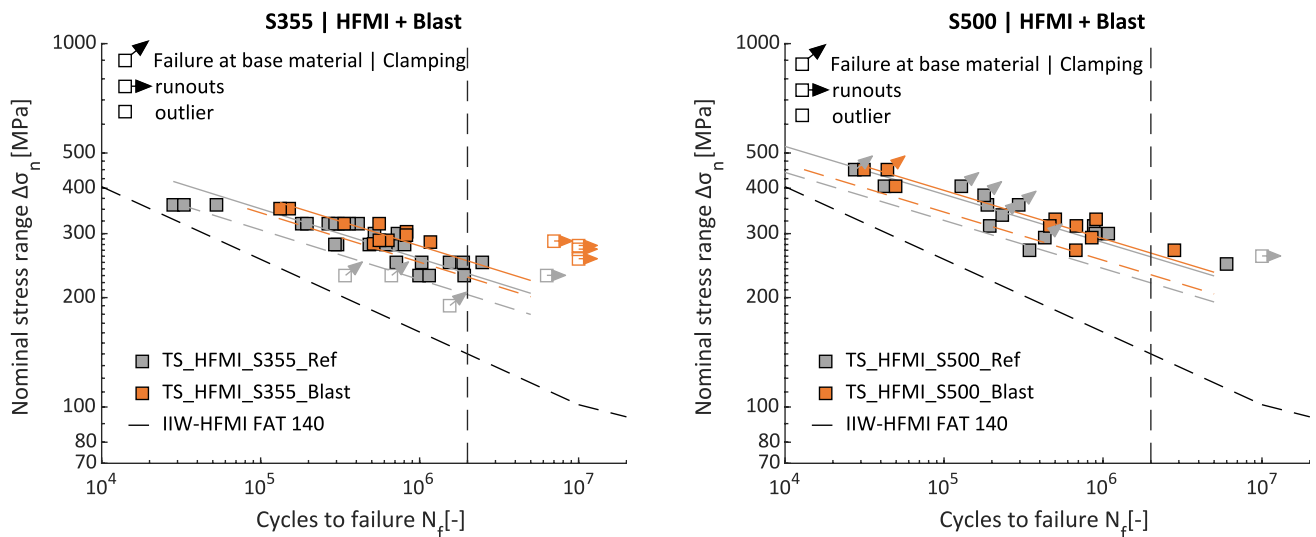 S355 | HFMI + Blast
Nominal stress range Δσn[MPa]
1000
500
400
300
200
100
80
70
Failure at base material | Clamping
runouts
outlier
TS_HFMI_S355_Ref
TS_HFMI_S355_Blast
IIW-HFMI FAT 140
10^4
10^5
10^6
10^7
Cycles to failure Nf[-]
S500 | HFMI + Blast
Nominal stress range Δσn[MPa]
1000
500
400
300
200
100
80
70
Failure at base material | Clamping
runouts
outlier
TS_HFMI_S500_Ref
TS_HFMI_S500_Blast
IIW-HFMI FAT 140
10^4
10^5
10^6
10^7
Cycles to failure Nf[-]